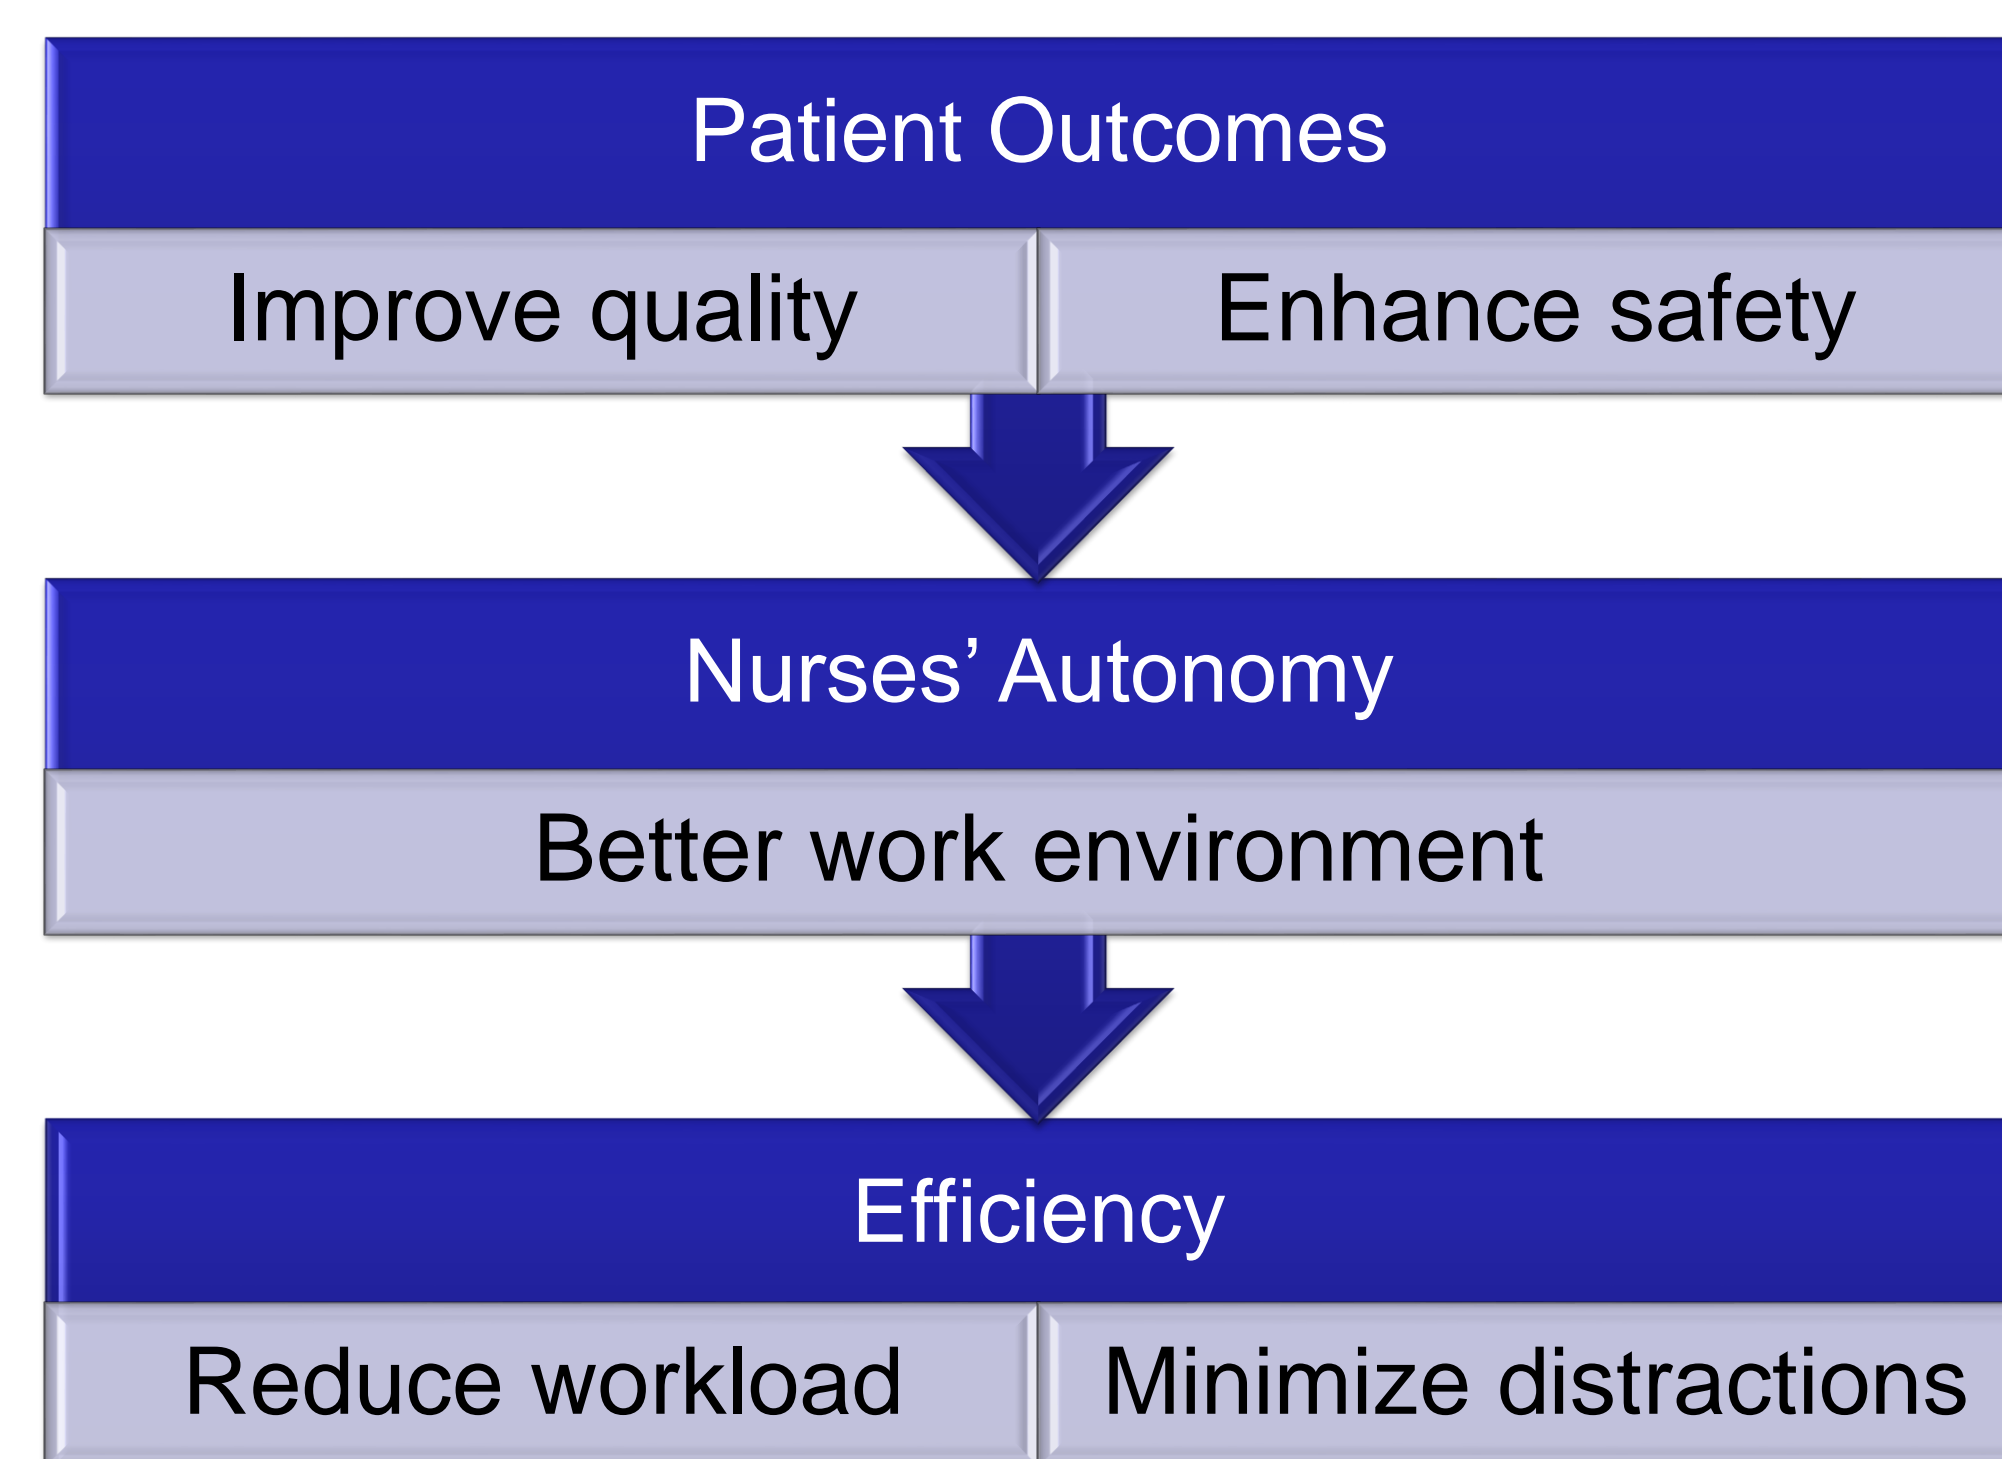 Patient Outcomes
Improve quality
Enhance safety
Nurses’ Autonomy
Better work environment
Efficiency
Reduce workload
Minimize distractions